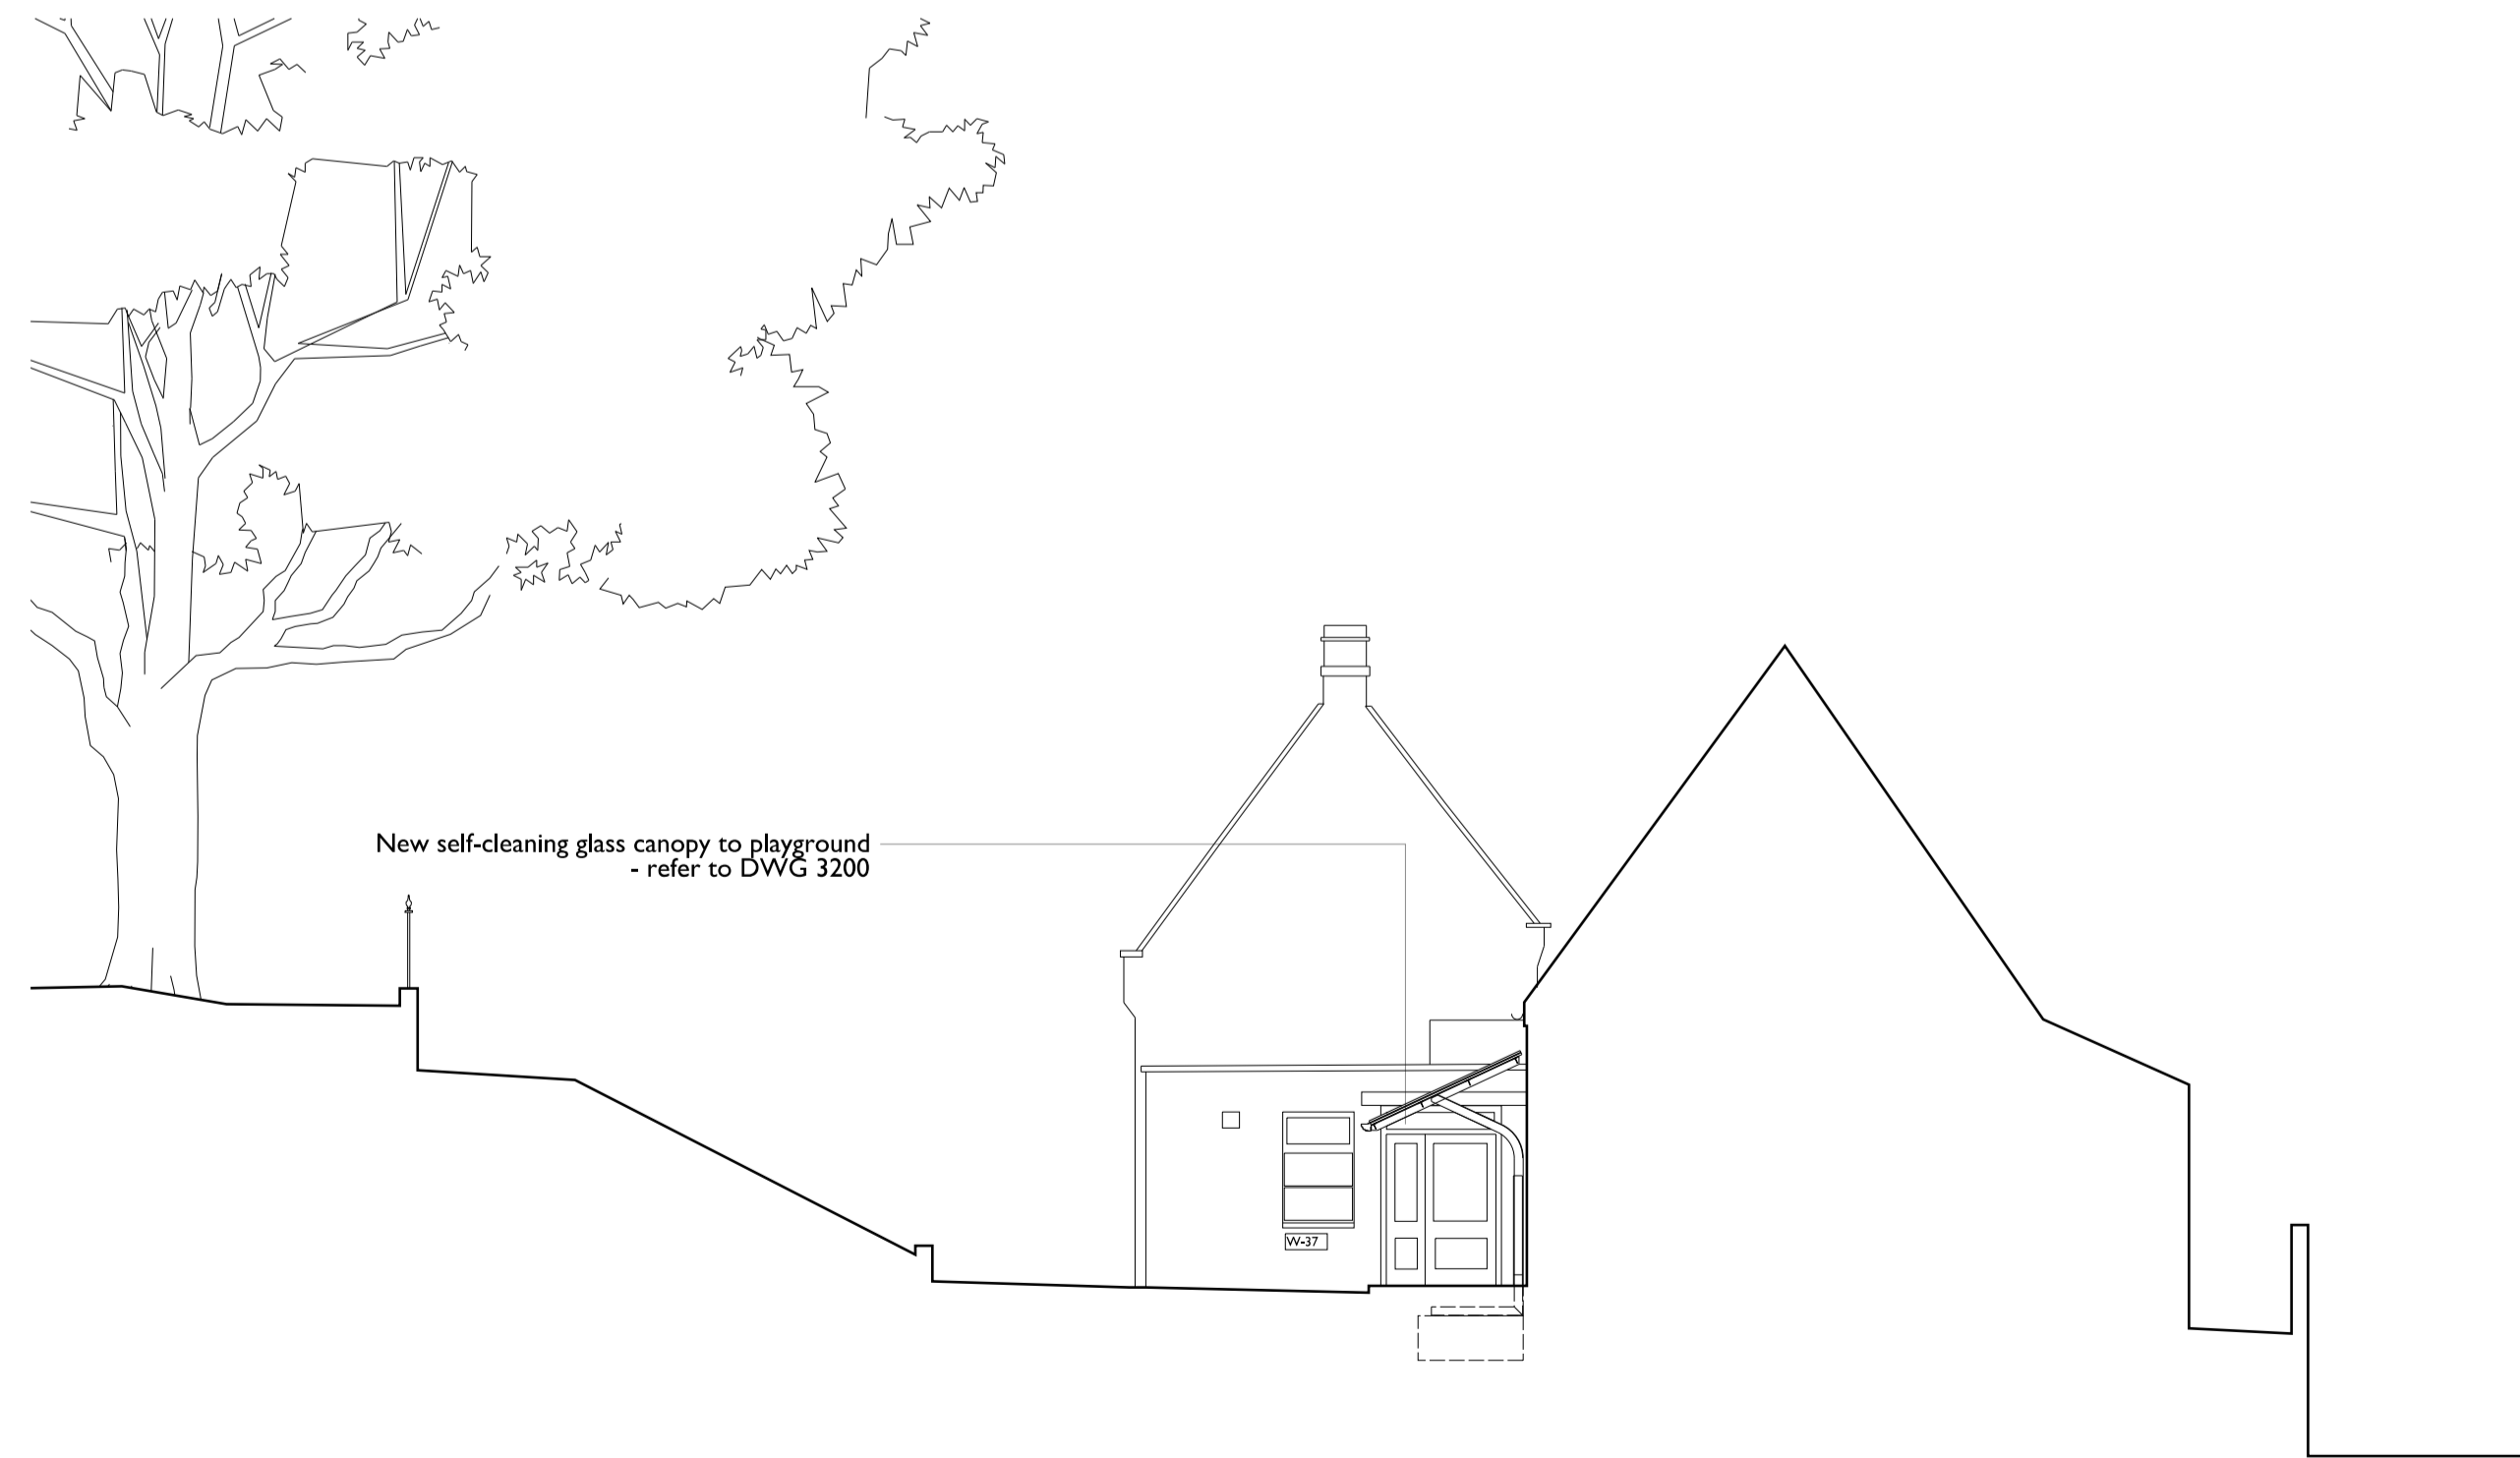 New self-cleaning glass canopy to playground
- refer to DWG 3200
W-37